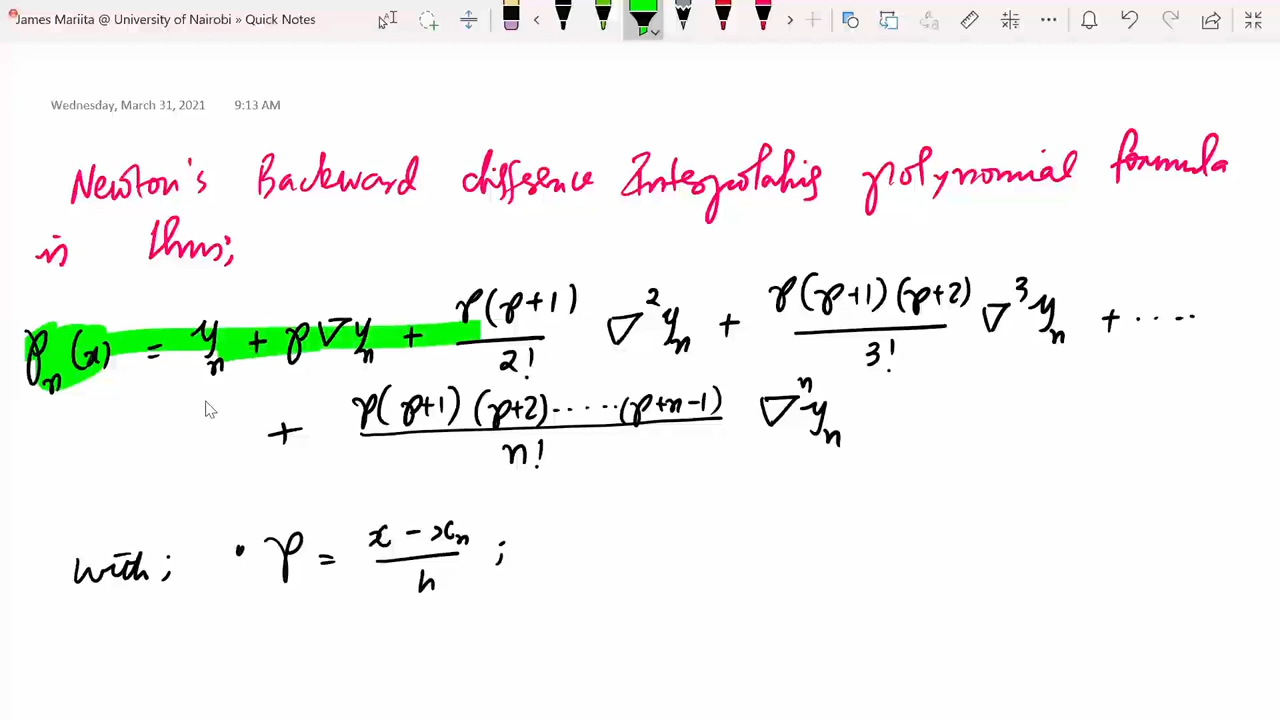 James Mariita @ University of Nairobi » Quick Notes
Wednesday, March 31, 2021 9:13 AM
Newton's Backward difference Interpolating polynomial formula
is thus;
Pₙ(x) = yₙ + p∇yₙ + p(p+1)/2! ∇²yₙ + p(p+1)(p+2)/3! ∇³yₙ + ....
+ p(p+1)(p+2).....(p+n-1)/n! ∇ⁿyₙ
with; • p = (x - xₙ)/h ;